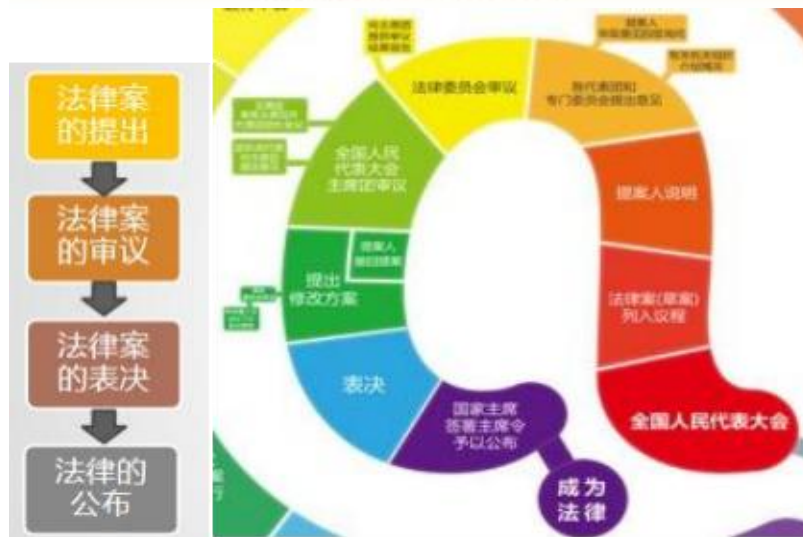 法律案
的提出
法律案
的审议
法律案
的表决
法律的
公布
全国人民代表大会
法律案(草案)
列入议程
提案人说明
各代表团和
专门委员会提出意见
法律委员会审议
全国人民
代表大会
主席团审议
提案人
撤回提案
提出
修改方案
表决
国家主席
签署主席令
予以公布
成为
法律